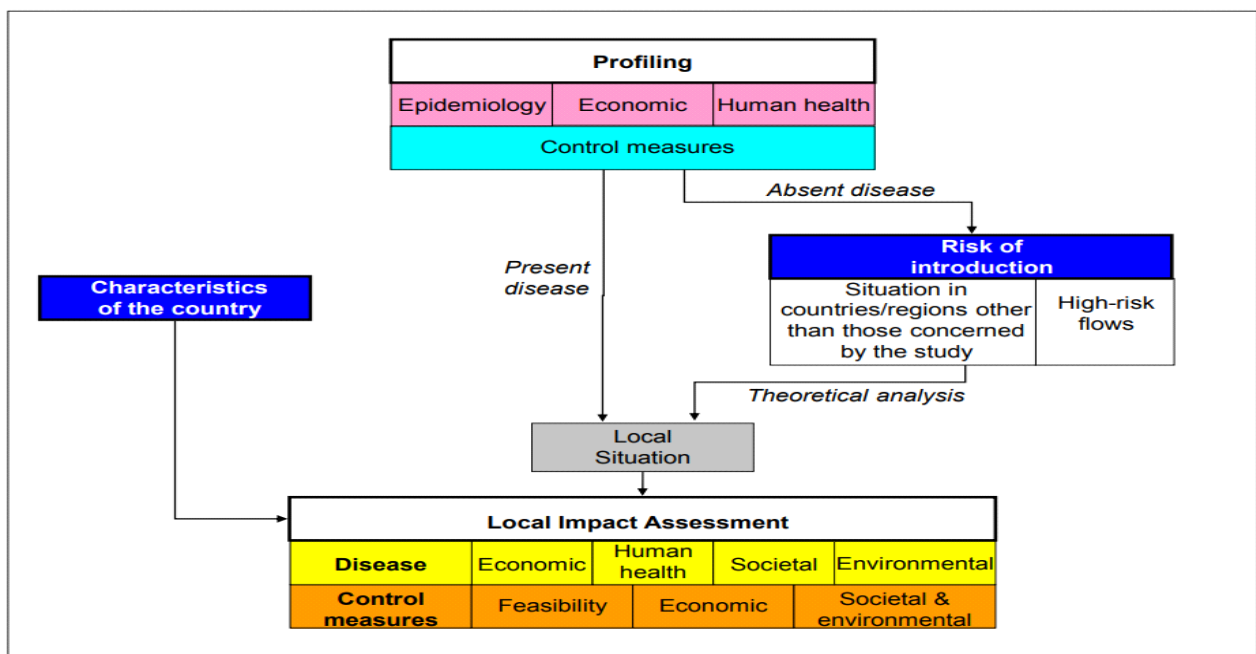 Profiling
Epidemiology Economic Human health
Control measures
Absent disease
Present
disease
Risk of
introduction
Situation in
countries/regions other
than those concerned
by the study
High-risk
flows
Characteristics
of the country
Theoretical analysis
Local
Situation
Local Impact Assessment
Disease Economic Human
health Societal Environmental
Control
measures Feasibility Economic Societal &
environmental